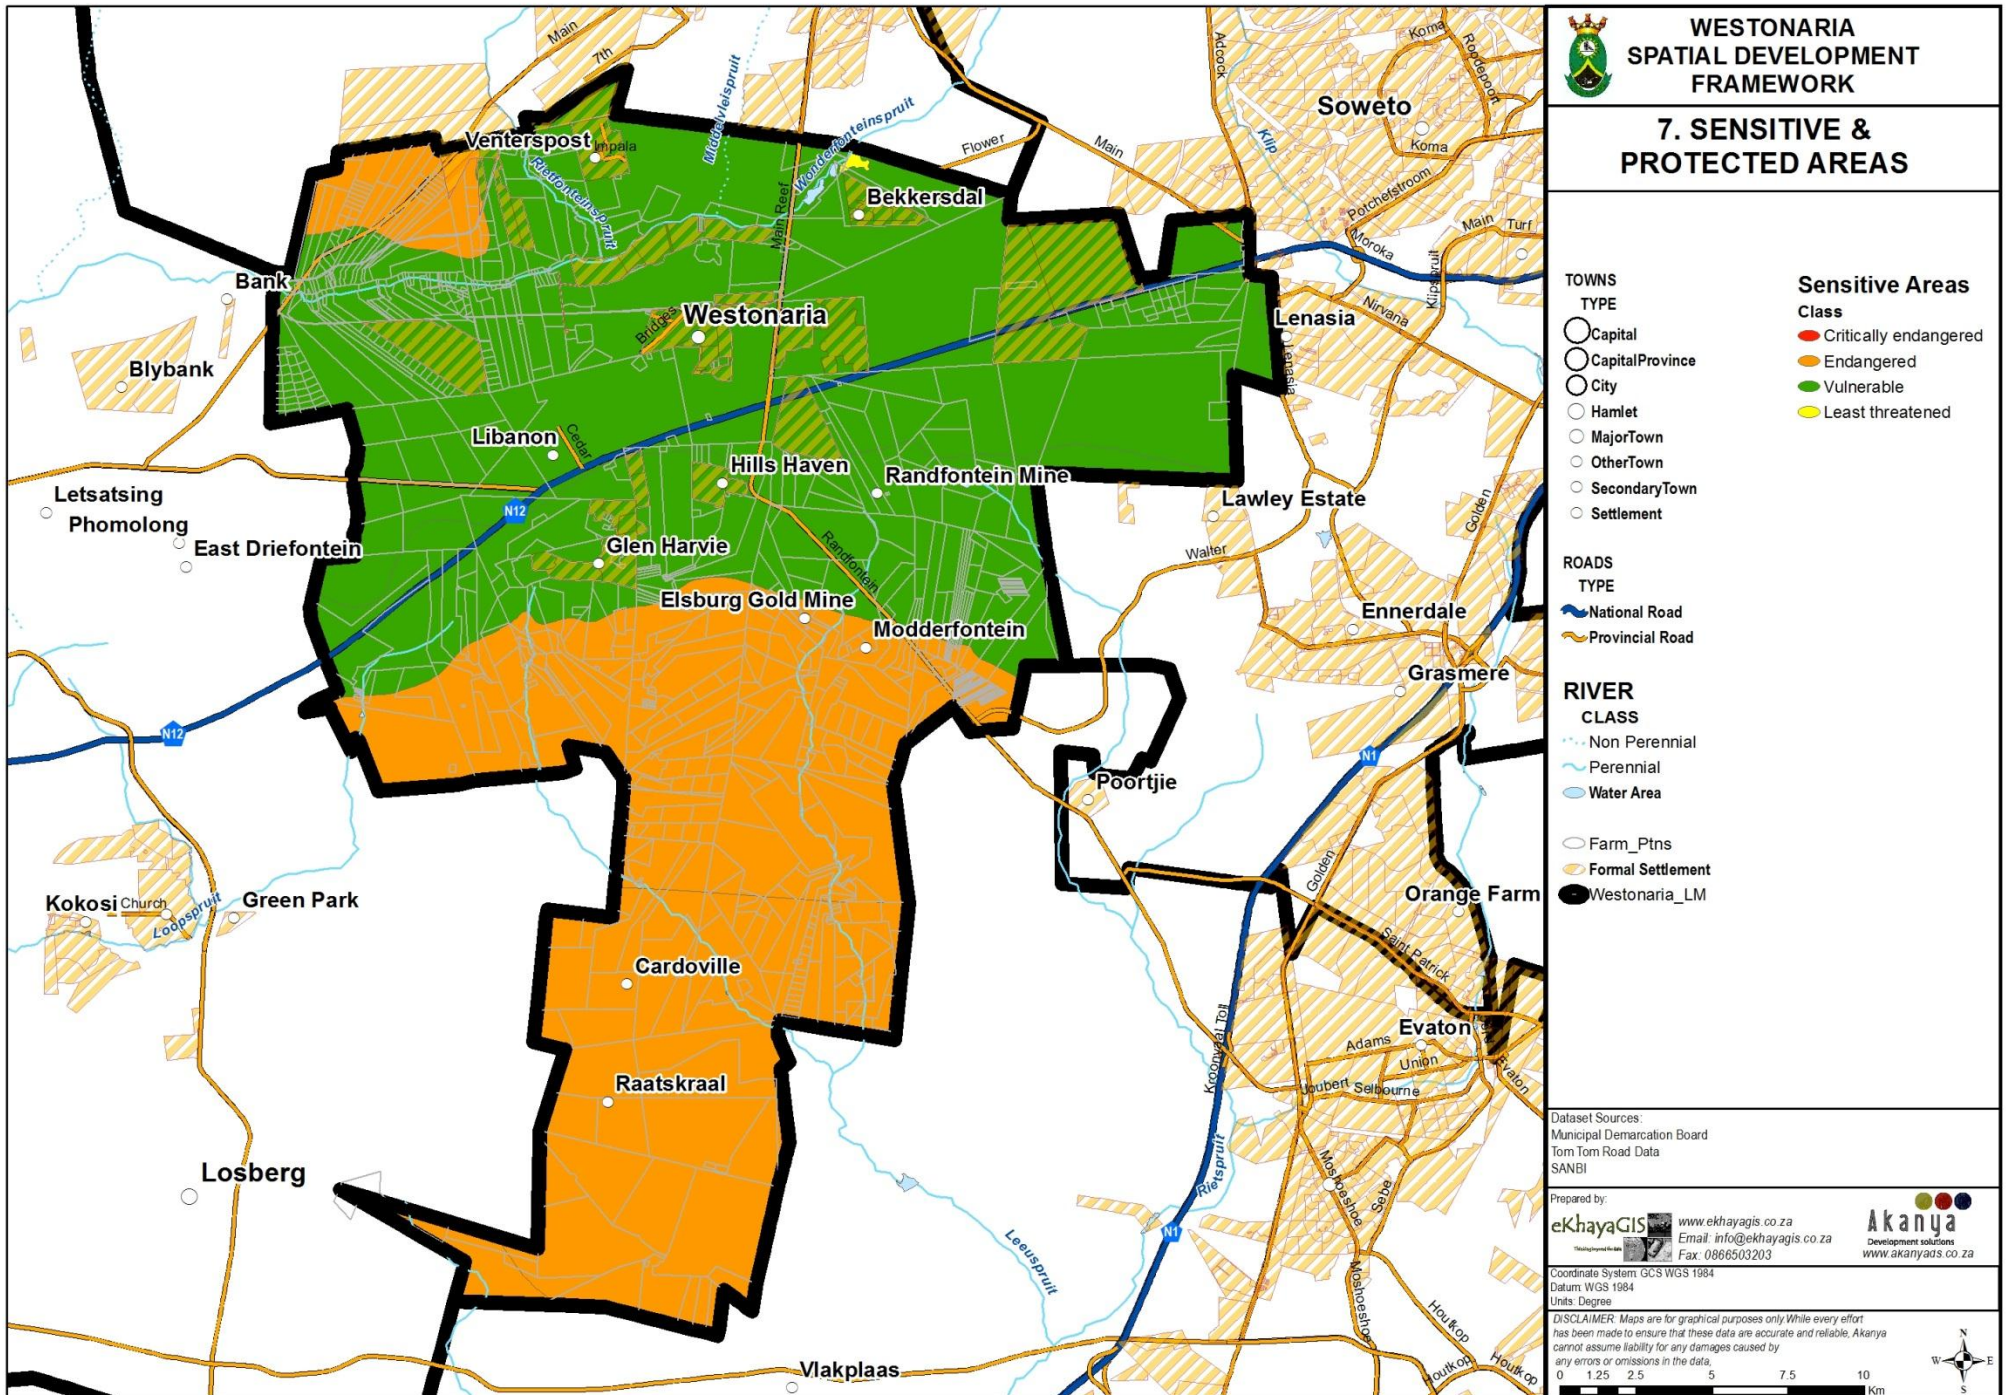 WESTONARIA
SPATIAL DEVELOPMENT
FRAMEWORK
7. SENSITIVE &
PROTECTED AREAS
TOWNS
TYPE
Capital
CapitalProvince
City
Hamlet
MajorTown
OtherTown
SecondaryTown
Settlement
ROADS
TYPE
National Road
Provincial Road
RIVER
CLASS
Non Perennial
Perennial
Water Area
Farm_Ptns
Formal Settlement
Westonaria_LM
Sensitive Areas
Class
Critically endangered
Endangered
Vulnerable
Least threatened
Dataset Sources:
Municipal Demarcation Board
Tom Tom Road Data
SANBI
Prepared by:
eKhayaGIS
www.ekhayagis.co.za
Email: info@ekhayagis.co.za
Fax: 0866503203
Akanya
Development solutions
www.akanyads.co.za
Coordinate System: GCS WGS 1984
Datum: WGS 1984
Units: Degree
DISCLAIMER: Maps are for graphical purposes only.While every effort
has been made to ensure that these data are accurate and reliable, Akanya
cannot assume liability for any damages caused by
any errors or omissions in the data,
0 1.25 2.5 5 7.5 10
Km
N
W E
S
Main
7th
Middelvleispruit
Wonderfonteinspruit
Adcock
Koma
Roodepoort
Soweto
Klip
Koma
Flower
Main
Venterspost
Impala
Rietfonteinspruit
Main Reef
Bekkersdal
Potchefstroom
Main
Turf
Moroka
Klipspruit
Bank
Nirvana
Bridges
Westonaria
Lenasia
Lenasia
Blybank
Libanon
Cedar
Hills Haven
Randfontein Mine
Letsatsing
Phomolong
N12
Lawley Estate
Golden
East Driefontein
Glen Harvie
Randfontein
Walter
Elsburg Gold Mine
Ennerdale
Modderfontein
Grasmere
N12
N1
Poortjie
Golden
Kokosi
Church
Loopspruit
Green Park
Orange Farm
Saint Patrick
Cardoville
Kroonvaal Toll
Evaton
Adams
Union
Evaton
Raatskraal
Joubert
Selbourne
Losberg
Rietspruit
Moshoeshoe
Sebe
N1
Leeuspruit
Moshoeshoe
Houtkop
Houtkop
Houtkop
Vlakplaas